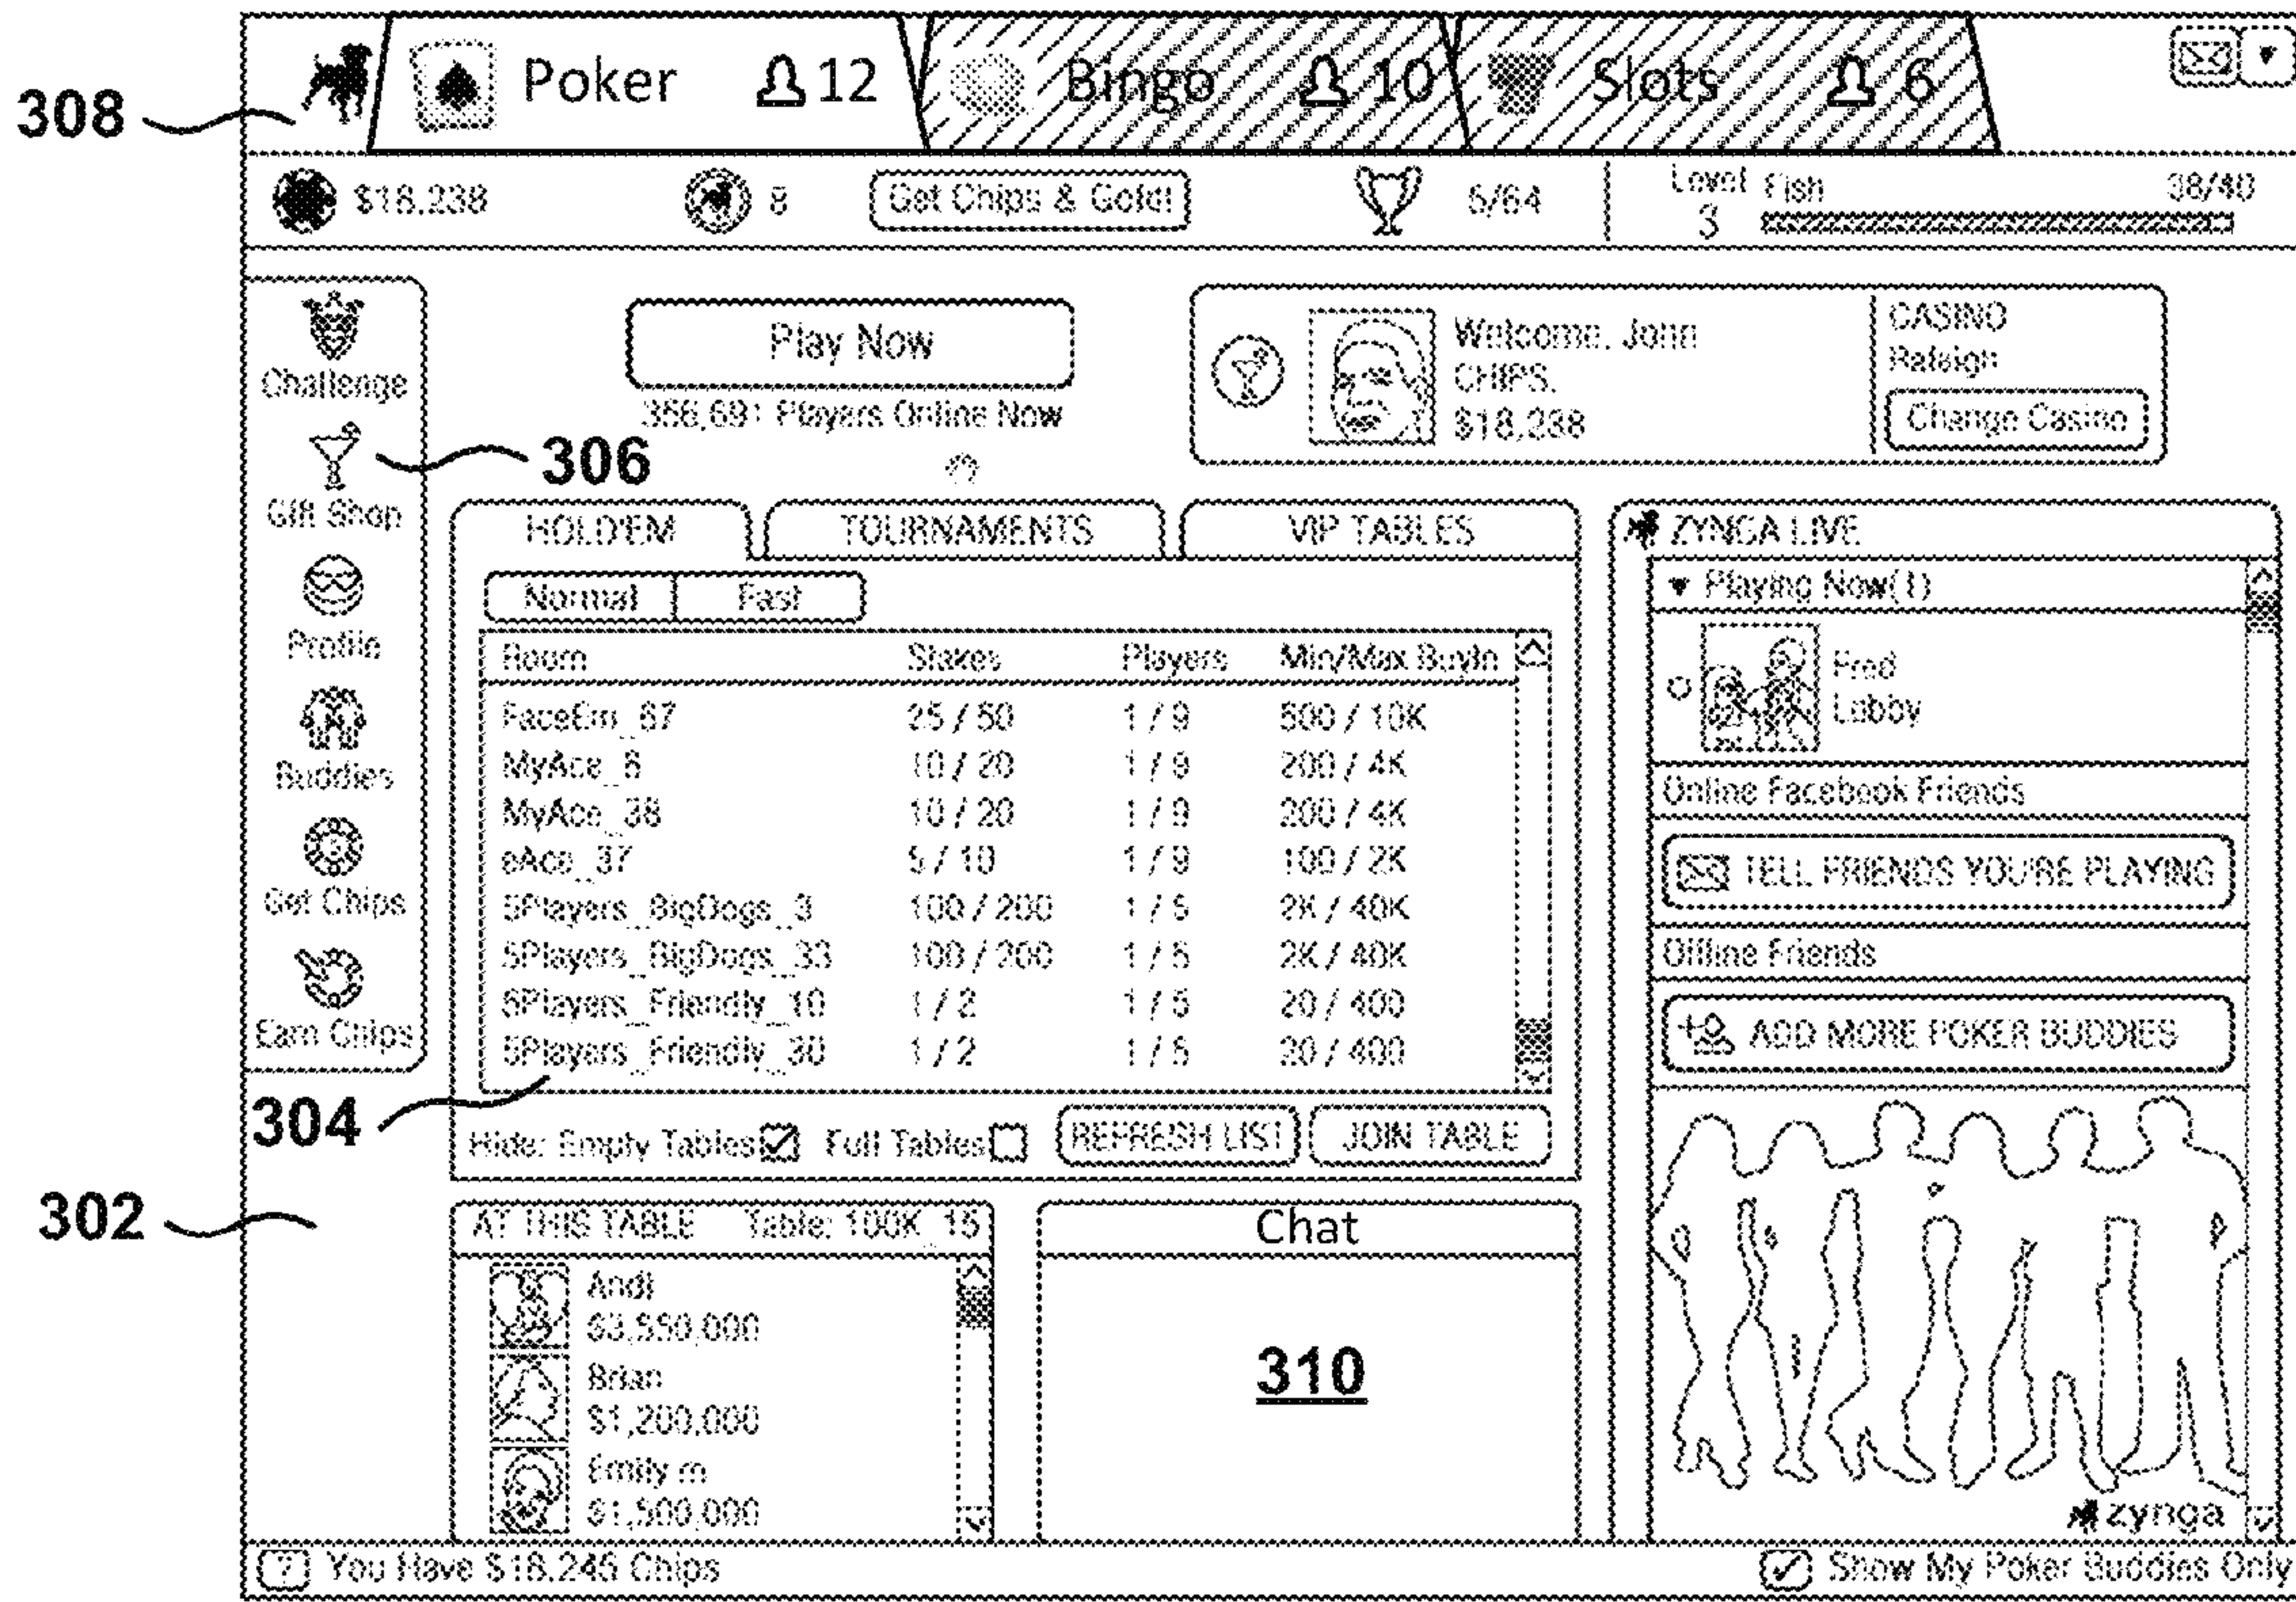 Poker 12 Bingo 10 Slots 6
308
$18,238 8 Get Chips & Gold! 5/64 Level 3 Fish 38/40
Challenge
Gift Shop
Profile
Buddies
Get Chips
Earn Chips
306
Play Now
Players Online Now
Welcome, John
CHIPS.
$18,238
CASINO
Raleigh
Change Casino
HOLD'EM TOURNAMENTS VIP TABLES
Normal Fast
Room Stakes Players Min/Max BuyIn
FaceEm_67 25 / 50 1 / 9 500 / 10K
MyAce_8 10 / 20 1 / 9 200 / 4K
MyAce_38 10 / 20 1 / 9 200 / 4K
eAce_37 5 / 10 1 / 9 100 / 2K
5Players_BigDogs_3 100 / 200 1 / 5 2K / 40K
5Players_BigDogs_33 100 / 200 1 / 5 2K / 40K
5Players_Friendly_10 1 / 2 1 / 5 20 / 400
5Players_Friendly_30 1 / 2 1 / 5 20 / 400
304
Hide: Empty Tables Full Tables REFRESH LIST JOIN TABLE
ZYNGA LIVE
Playing Now(1)
Fred
Lobby
Online Facebook Friends
TELL FRIENDS YOU'RE PLAYING
Offline Friends
ADD MORE POKER BUDDIES
zynga
302
AT THIS TABLE Table: 100K_15
Andi
$3,550,000
Brian
$1,200,000
Emily m
$1,500,000
Chat
310
? You Have $18,245 Chips
Show My Poker Buddies Only